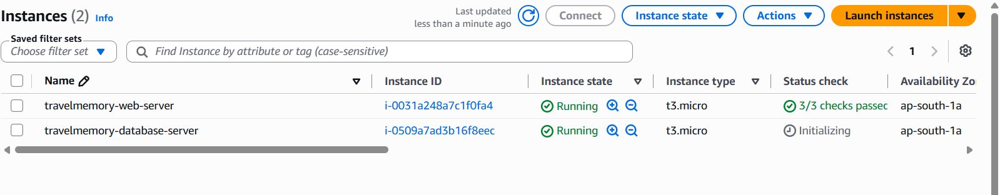 Instances (2) Info
Last updated
less than a minute ago
Connect
Instance state
Actions
Launch instances
Saved filter sets
Choose filter set
Find Instance by attribute or tag (case-sensitive)
1
Name Instance ID Instance state Instance type Status check Availability Zo
travelmemory-web-server i-0031a248a7c1f0fa4 Running t3.micro 3/3 checks passec ap-south-1a
travelmemory-database-server i-0509a7ad3b16f8eec Running t3.micro Initializing ap-south-1a